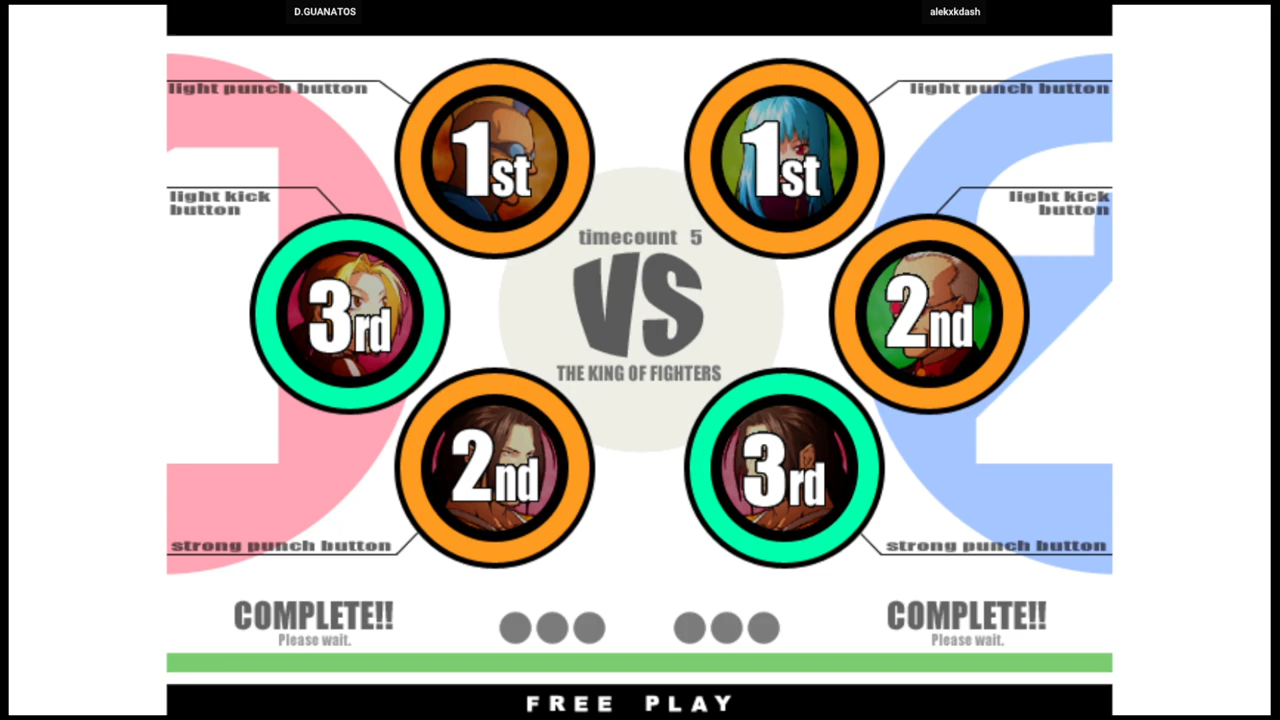 D.GUANATOS
alekxkdash
light punch button
light punch button
1st
1st
light kick
button
light kick
button
timecount 5
VS
THE KING OF FIGHTERS
3rd
2nd
2nd
3rd
strong punch button
strong punch button
COMPLETE!!
Please wait.
COMPLETE!!
Please wait.
FREE PLAY